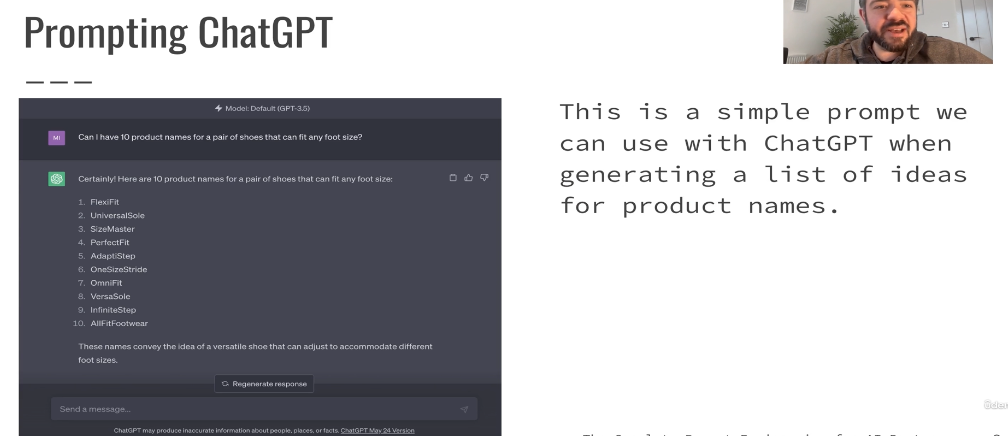 Prompting ChatGPT
Model: Default (GPT-3.5)
MI
Can I have 10 product names for a pair of shoes that can fit any foot size?
Certainly! Here are 10 product names for a pair of shoes that can fit any foot size:
1. FlexiFit
2. UniversalSole
3. SizeMaster
4. PerfectFit
5. AdaptiStep
6. OneSizeStride
7. OmniFit
8. VersaSole
9. InfiniteStep
10. AllFitFootwear
These names convey the idea of a versatile shoe that can adjust to accommodate different
foot sizes.
Regenerate response
Send a message...
ChatGPT may produce inaccurate information about people, places, or facts. ChatGPT May 24 Version
This is a simple prompt we
can use with ChatGPT when
generating a list of ideas
for product names.